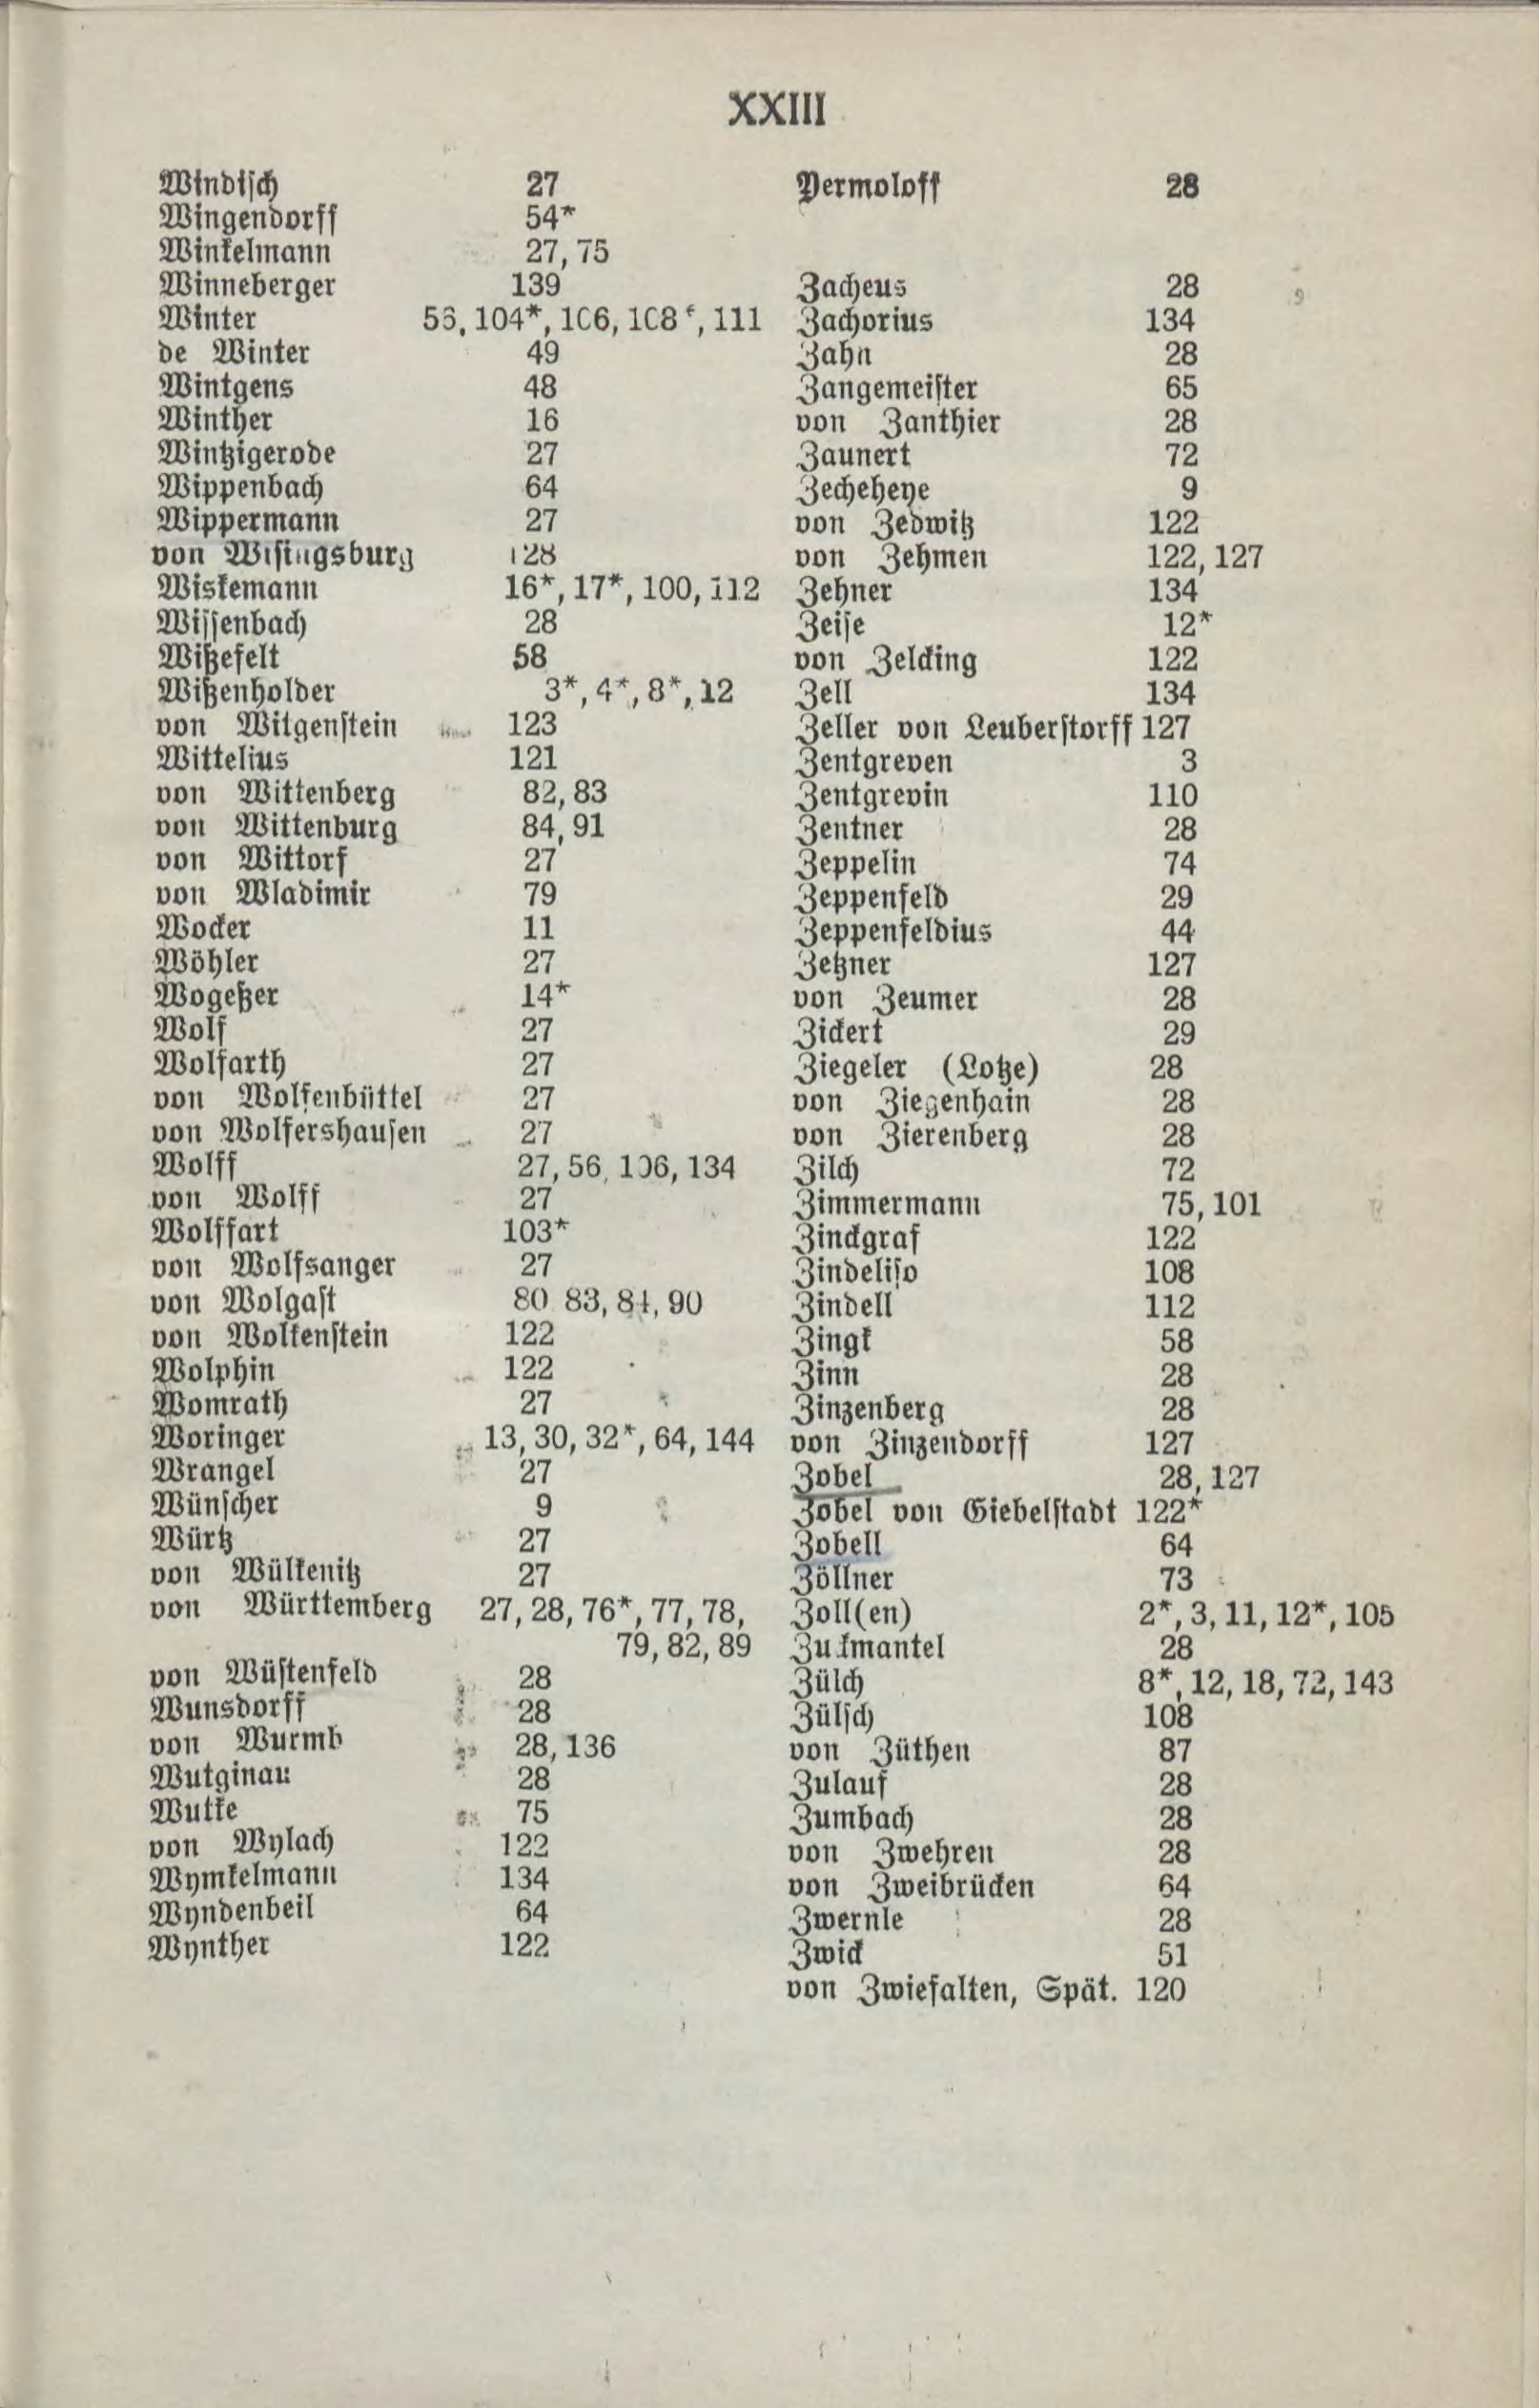 XXIII
Windisch 27
Wingendorff 54*
Winkelmann 27, 75
Winneberger 139
Winter 56, 104*, 106, 108*, 111
de Winter 49
Wintgens 48
Winther 16
Wintzigerode 27
Wippenbach 64
Wippermann 27
von Wisingsburg 128
Wiskemann 16*, 17*, 100, 112
Wissenbach 28
Wißefelt 58
Wißenholder 3*, 4*, 8*, 12
von Witgenstein 123
Wittelius 121
von Wittenberg 82, 83
von Wittenburg 84, 91
von Wittorf 27
von Wladimir 79
Wocker 11
Wöhler 27
Wogeßer 14*
Wolf 27
Wolfarth 27
von Wolfenbüttel 27
von Wolfershausen 27
Wolff 27, 56, 106, 134
von Wolff 27
Wolffart 103*
von Wolfsanger 27
von Wolgast 80 83, 84, 90
von Wolkenstein 122
Wolphin 122
Womrath 27
Woringer 13, 30, 32*, 64, 144
Wrangel 27
Wünscher 9
Würtz 27
von Wülkenitz 27
von Württemberg 27, 28, 76*, 77, 78,
79, 82, 89
von Wüstenfeld 28
Wunsdorff 28
von Wurmb 28, 136
Wutginau 28
Wutke 75
von Wylach 122
Wymkelmann 134
Wyndenbeil 64
Wynther 122
Yermoloff 28
Zacheus 28
Zachorius 134
Zahn 28
Zangemeister 65
von Zanthier 28
Zaunert 72
Zecheheye 9
von Zedwitz 122
von Zehmen 122, 127
Zehner 134
Zeise 12*
von Zelcking 122
Zell 134
Zeller von Leuberstorff 127
Zentgreven 3
Zentgrevin 110
Zentner 28
Zeppelin 74
Zeppenfeld 29
Zeppenfeldius 44
Zetzner 127
von Zeumer 28
Zickert 29
Ziegeler (Lotze) 28
von Ziegenhain 28
von Zierenberg 28
Zilch 72
Zimmermann 75, 101
Zinckgraf 122
Zindeliso 108
Zindell 112
Zingk 58
Zinn 28
Zinzenberg 28
von Zinzendorff 127
Zobel 28, 127
Zobel von Giebelstadt 122*
Zobell 64
Zöllner 73
Zoll(en) 2*, 3, 11, 12*, 105
Zukmantel 28
Zülch 8*, 12, 18, 72, 143
Zülsch 108
von Züthen 87
Zulauf 28
Zumbach 28
von Zwehren 28
von Zweibrücken 64
Zwernle 28
Zwick 51
von Zwiefalten, Spät. 120